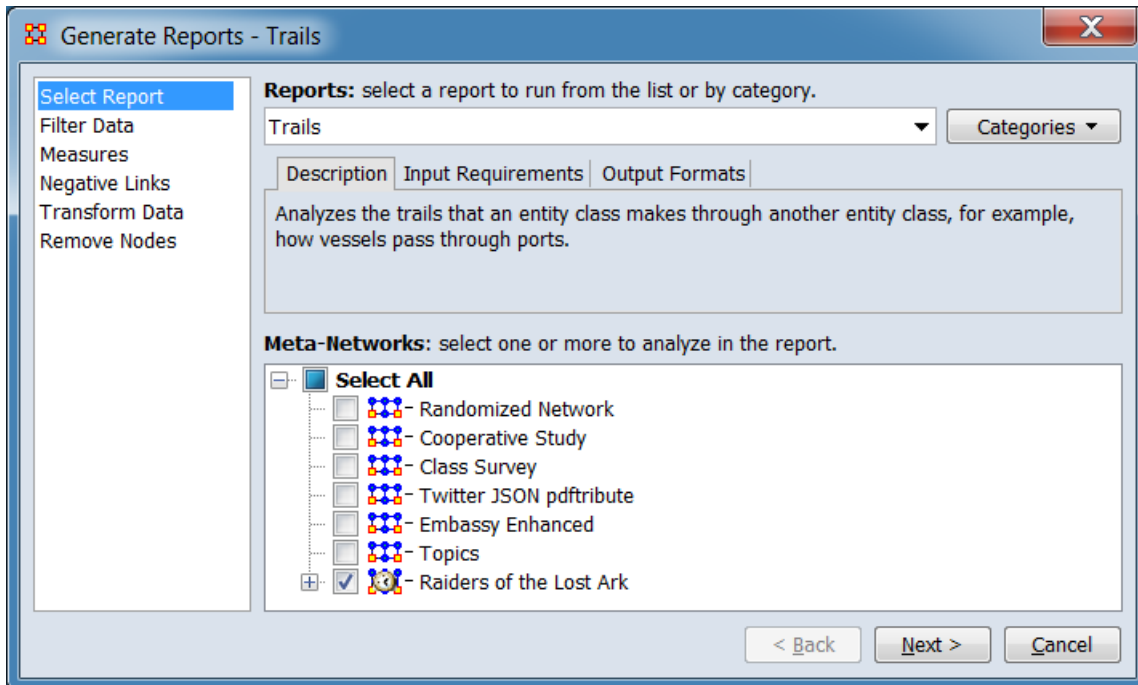 Generate Reports - Trails
Select Report
Filter Data
Measures
Negative Links
Transform Data
Remove Nodes
Reports: select a report to run from the list or by category.
Trails
Categories
Description
Input Requirements
Output Formats
Analyzes the trails that an entity class makes through another entity class, for example,
how vessels pass through ports.
Meta-Networks: select one or more to analyze in the report.
Select All
- Randomized Network
- Cooperative Study
- Class Survey
- Twitter JSON pdftribute
- Embassy Enhanced
- Topics
- Raiders of the Lost Ark
< Back
Next >
Cancel